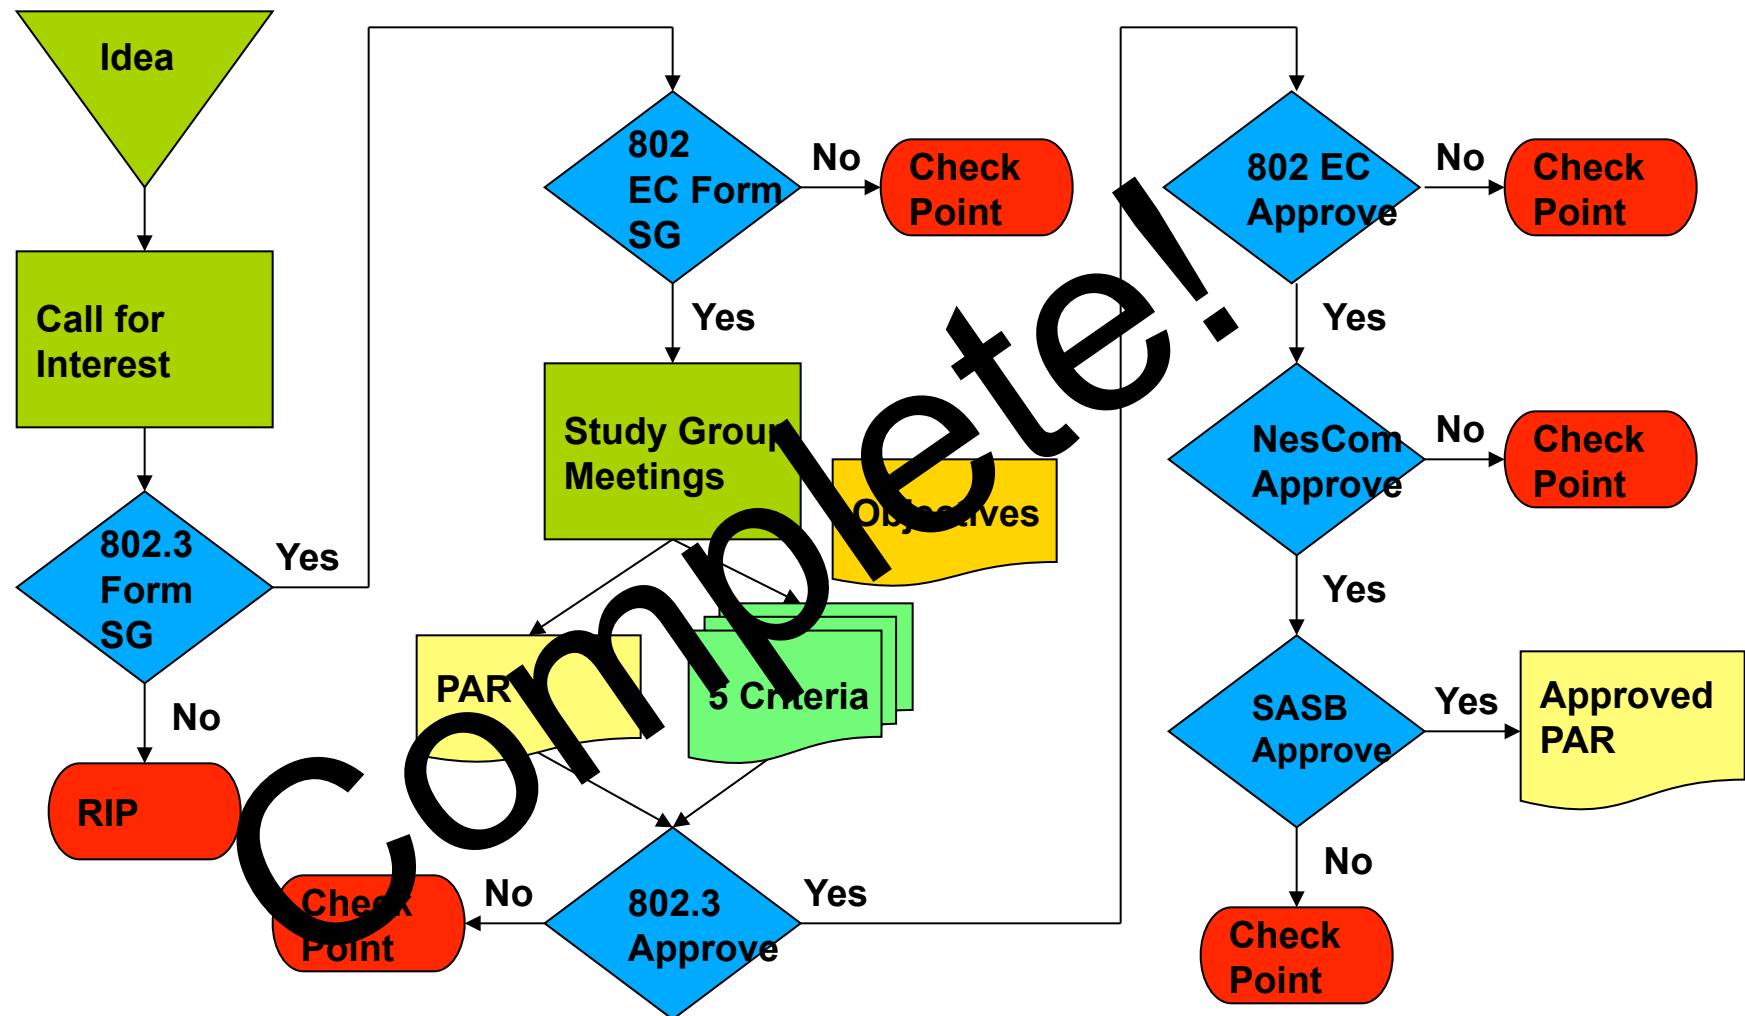 Idea
Call for
Interest
802.3
Form
SG
Yes
No
RIP
802
EC Form
SG
No
Check
Point
Yes
Study Group
Meetings
Objectives
PAR
5 Criteria
802.3
Approve
No
Check
Point
Yes
802 EC
Approve
No
Check
Point
Yes
NesCom
Approve
No
Check
Point
Yes
SASB
Approve
Yes
Approved
PAR
No
Check
Point
Complete!